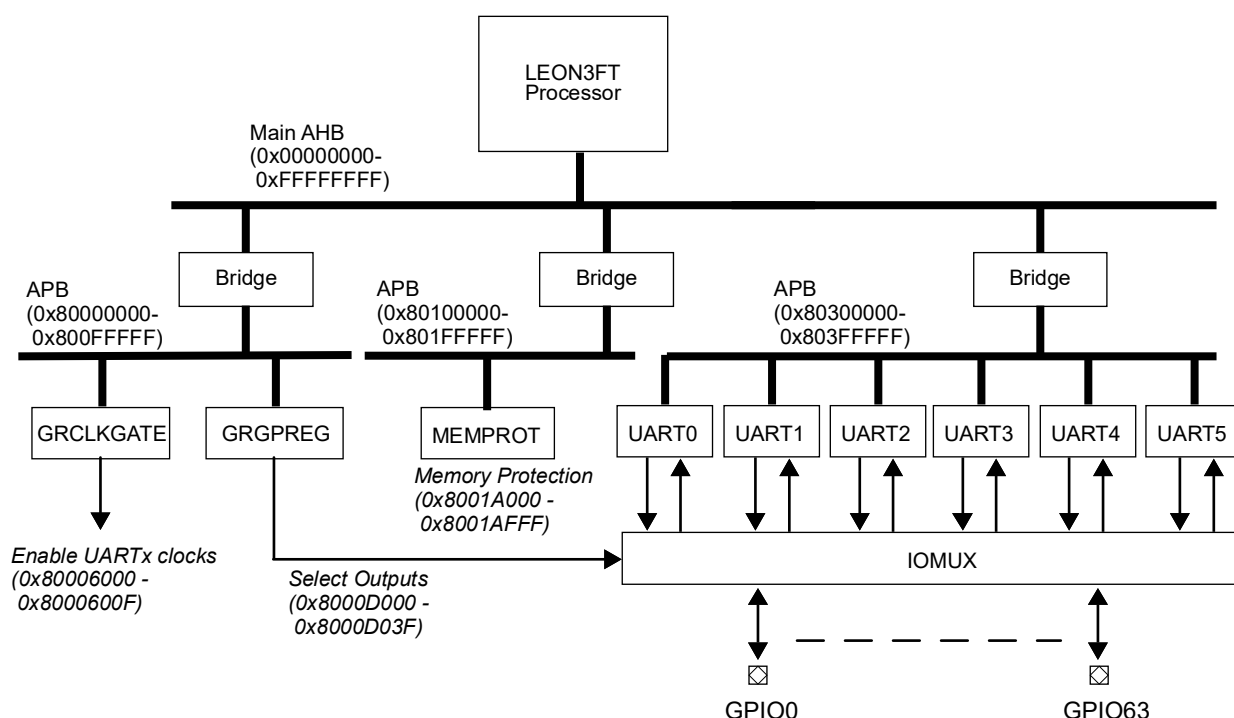 LEON3FT
Processor
Main AHB
(0x00000000-
0xFFFFFFFFF)
Bridge
Bridge
Bridge
APB
(0x80000000-
0x800FFFFF)
APB
(0x80100000-
0x801FFFFF)
APB
(0x80300000-
0x803FFFFF)
GRCLKGATE
GRGPREG
MEMPROT
UART0
UART1
UART2
UART3
UART4
UART5
Memory Protection
(0x8001A000 -
0x8001AFFF)
Enable UARTx clocks
(0x80006000 -
0x8000600F)
Select Outputs
(0x8000D000 -
0x8000D03F)
IOMUX
GPIO0
GPIO63